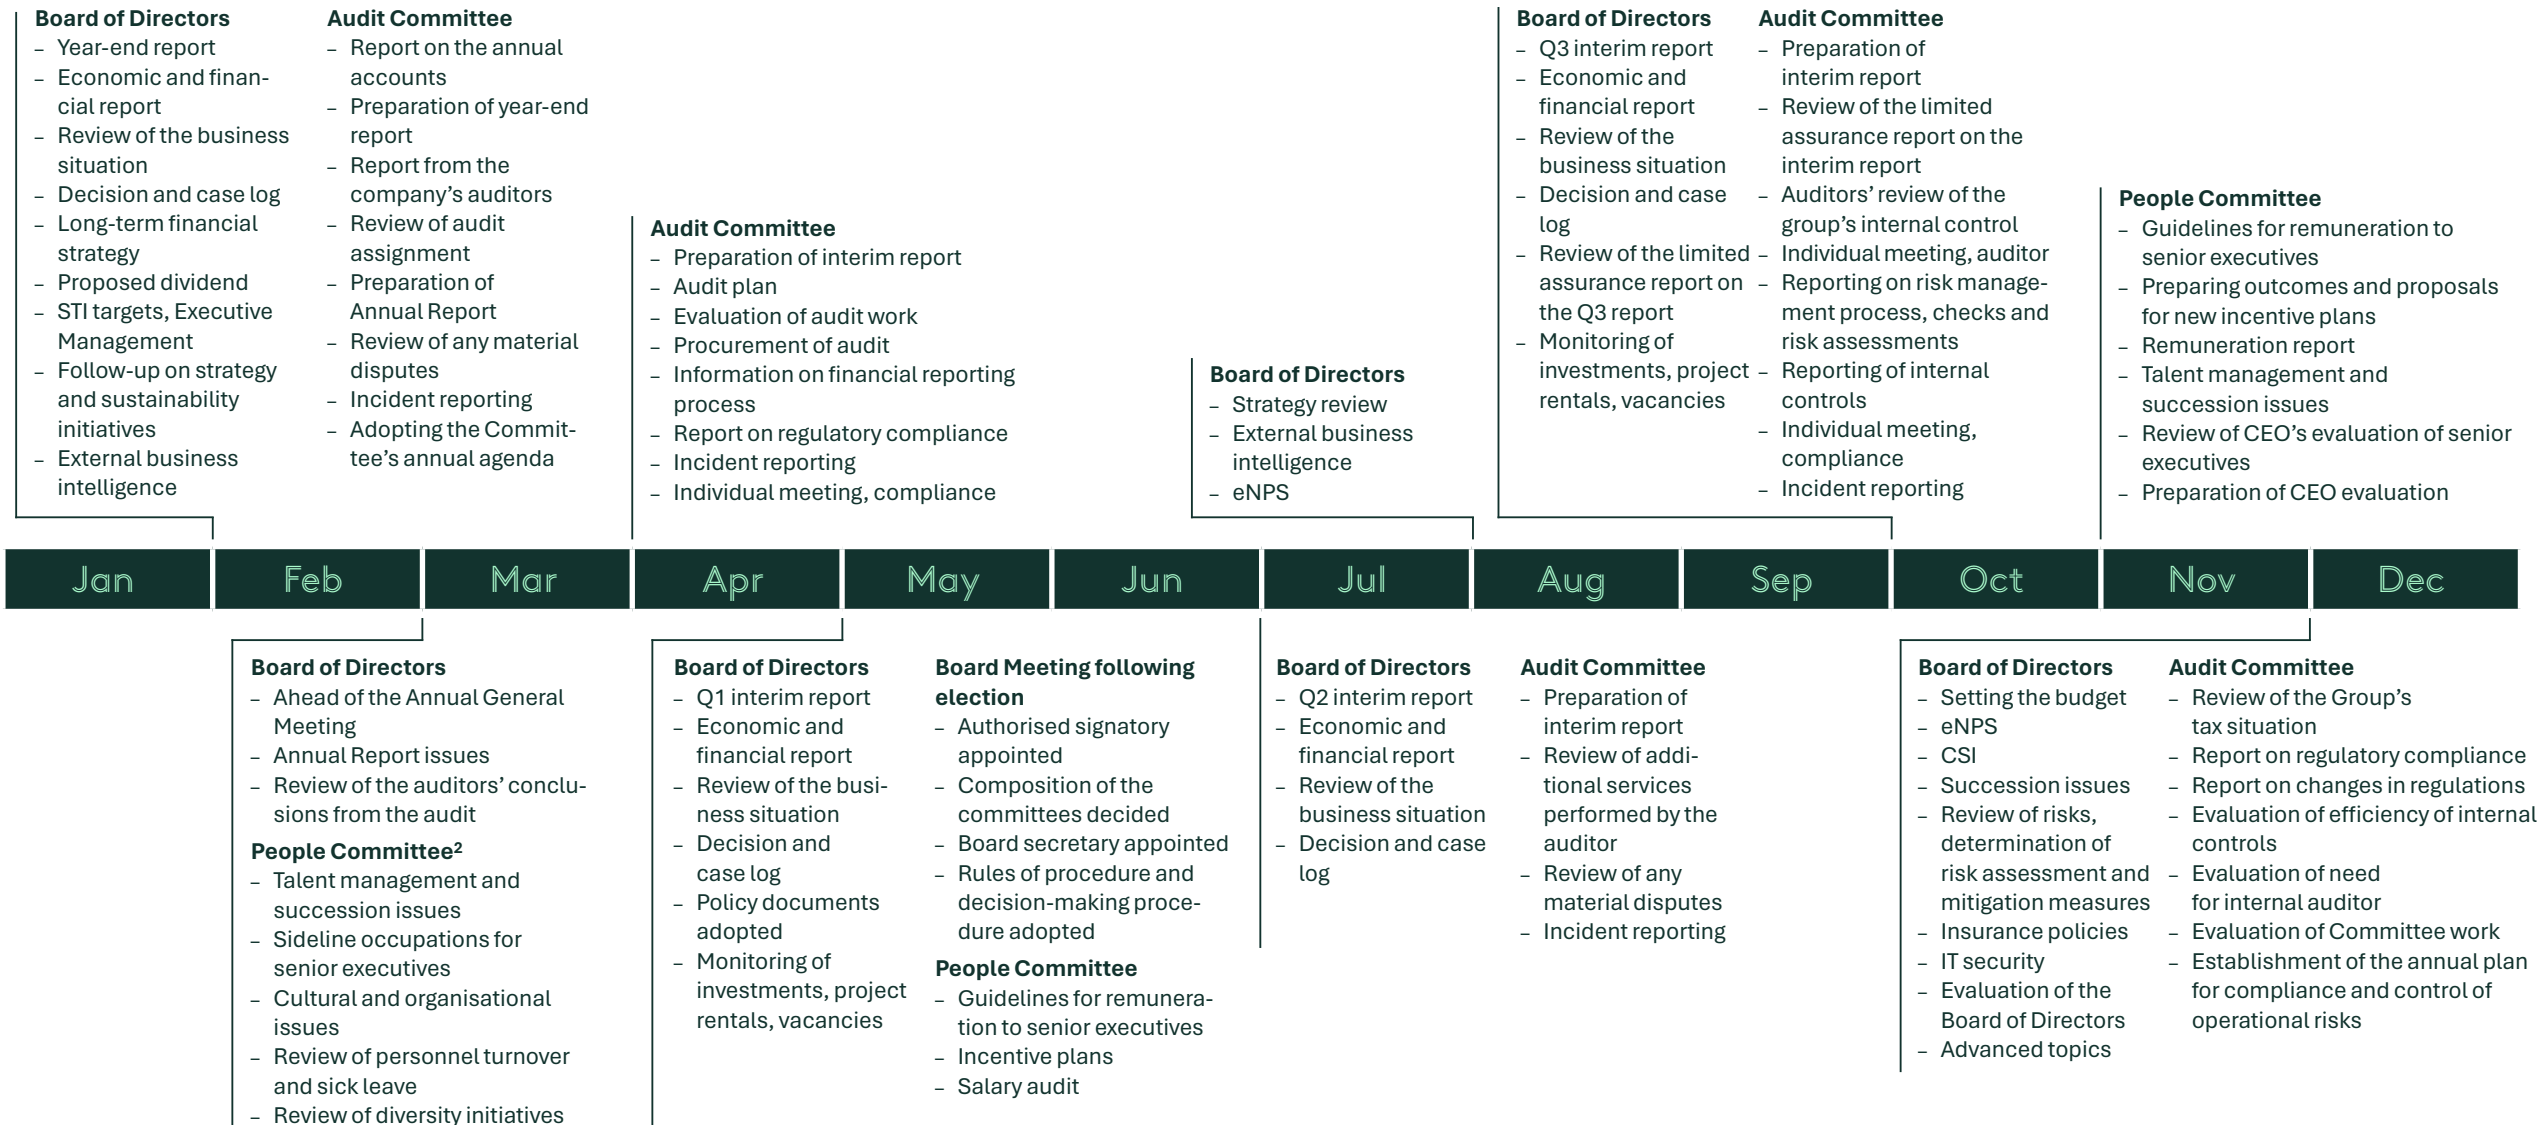 Board of Directors
– Year-end report
– Economic and finan-
cial report
– Review of the business
situation
– Decision and case log
– Long-term financial
strategy
– Proposed dividend
– STI targets, Executive
Management
– Follow-up on strategy
and sustainability
initiatives
– External business
intelligence
Audit Committee
– Report on the annual
accounts
– Preparation of year-end
report
– Report from the
company’s auditors
– Review of audit
assignment
– Preparation of
Annual Report
– Review of any material
disputes
– Incident reporting
– Adopting the Commit-
tee’s annual agenda
Audit Committee
– Preparation of interim report
– Audit plan
– Evaluation of audit work
– Procurement of audit
– Information on financial reporting
process
– Report on regulatory compliance
– Incident reporting
– Individual meeting, compliance
Board of Directors
– Strategy review
– External business
intelligence
– eNPS
Board of Directors
– Q3 interim report
– Economic and
financial report
– Review of the
business situation
– Decision and case
log
– Review of the limited
assurance report on
the Q3 report
– Monitoring of
investments, project
rentals, vacancies
Audit Committee
– Preparation of
interim report
– Review of the limited
assurance report on the
interim report
– Auditors’ review of the
group’s internal control
– Individual meeting, auditor
– Reporting on risk manage-
ment process, checks and
risk assessments
– Reporting of internal
controls
– Individual meeting,
compliance
– Incident reporting
People Committee
– Guidelines for remuneration to
senior executives
– Preparing outcomes and proposals
for new incentive plans
– Remuneration report
– Talent management and
succession issues
– Review of CEO’s evaluation of senior
executives
– Preparation of CEO evaluation
Jan
Feb
Mar
Apr
May
Jun
Jul
Aug
Sep
Oct
Nov
Dec
Board of Directors
– Ahead of the Annual General
Meeting
– Annual Report issues
– Review of the auditors’ conclu-
sions from the audit
People Committee²
– Talent management and
succession issues
– Sideline occupations for
senior executives
– Cultural and organisational
issues
– Review of personnel turnover
and sick leave
– Review of diversity initiatives
Board of Directors
– Q1 interim report
– Economic and
financial report
– Review of the busi-
ness situation
– Decision and
case log
– Policy documents
adopted
– Monitoring of
investments, project
rentals, vacancies
Board Meeting following
election
– Authorised signatory
appointed
– Composition of the
committees decided
– Board secretary appointed
– Rules of procedure and
decision-making proce-
dure adopted
People Committee
– Guidelines for remunera-
tion to senior executives
– Incentive plans
– Salary audit
Board of Directors
– Q2 interim report
– Economic and
financial report
– Review of the
business situation
– Decision and case
log
Audit Committee
– Preparation of
interim report
– Review of addi-
tional services
performed by the
auditor
– Review of any
material disputes
– Incident reporting
Board of Directors
– Setting the budget
– eNPS
– CSI
– Succession issues
– Review of risks,
determination of
risk assessment and
mitigation measures
– Insurance policies
– IT security
– Evaluation of the
Board of Directors
– Advanced topics
Audit Committee
– Review of the Group’s
tax situation
– Report on regulatory compliance
– Report on changes in regulations
– Evaluation of efficiency of internal
controls
– Evaluation of need
for internal auditor
– Evaluation of Committee work
– Establishment of the annual plan
for compliance and control of
operational risks